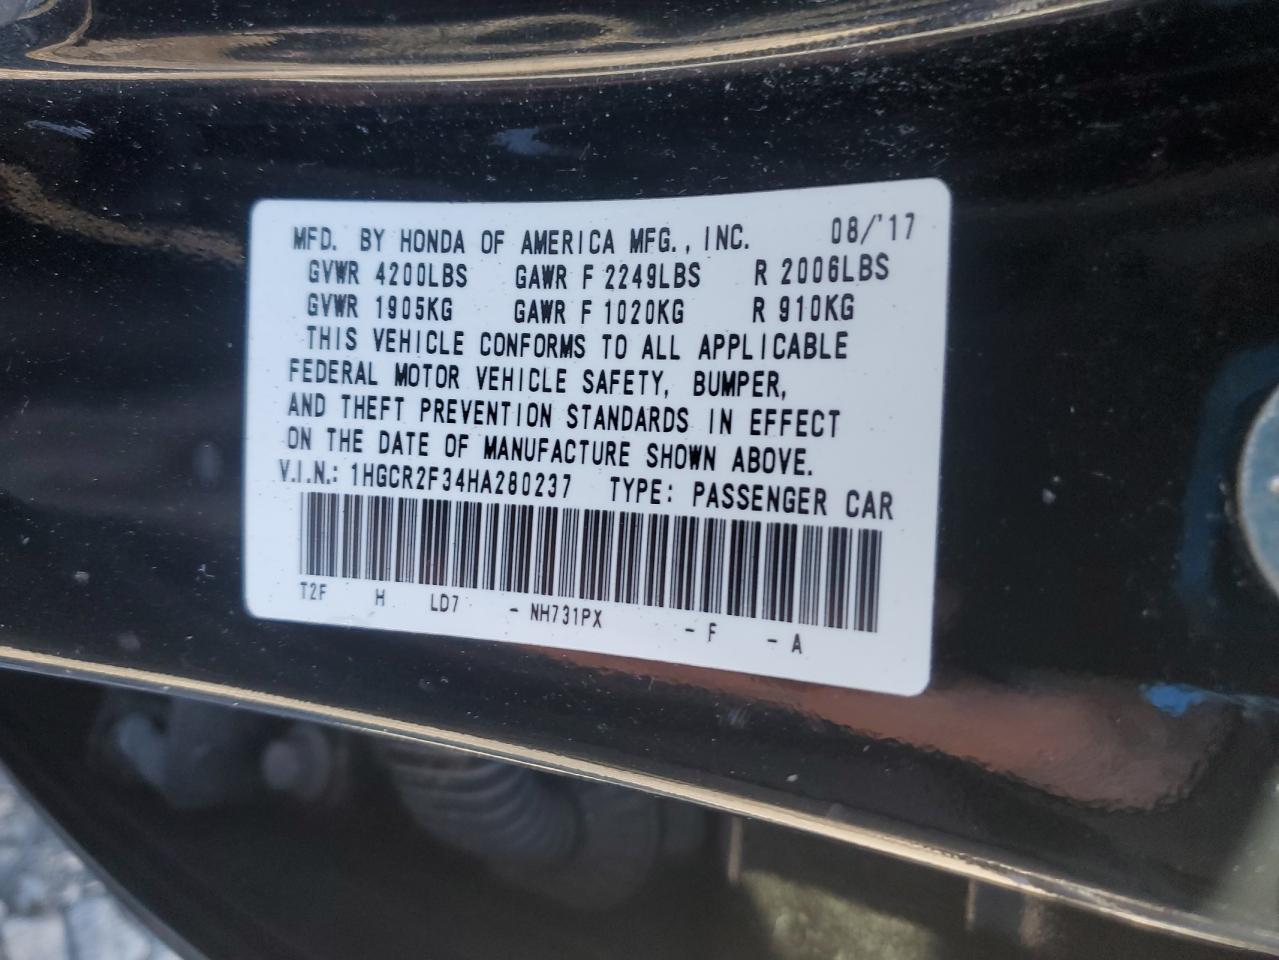 MFD. BY HONDA OF AMERICA MFG., INC. 08/'17
GVWR 4200LBS GAWR F 2249LBS R 2006LBS
GVWR 1905KG GAWR F 1020KG R 910KG
THIS VEHICLE CONFORMS TO ALL APPLICABLE
FEDERAL MOTOR VEHICLE SAFETY, BUMPER,
AND THEFT PREVENTION STANDARDS IN EFFECT
ON THE DATE OF MANUFACTURE SHOWN ABOVE.
V.I.N.: 1HGCR2F34HA280237 TYPE: PASSENGER CAR
T2F H LD7 - NH731PX - F - A